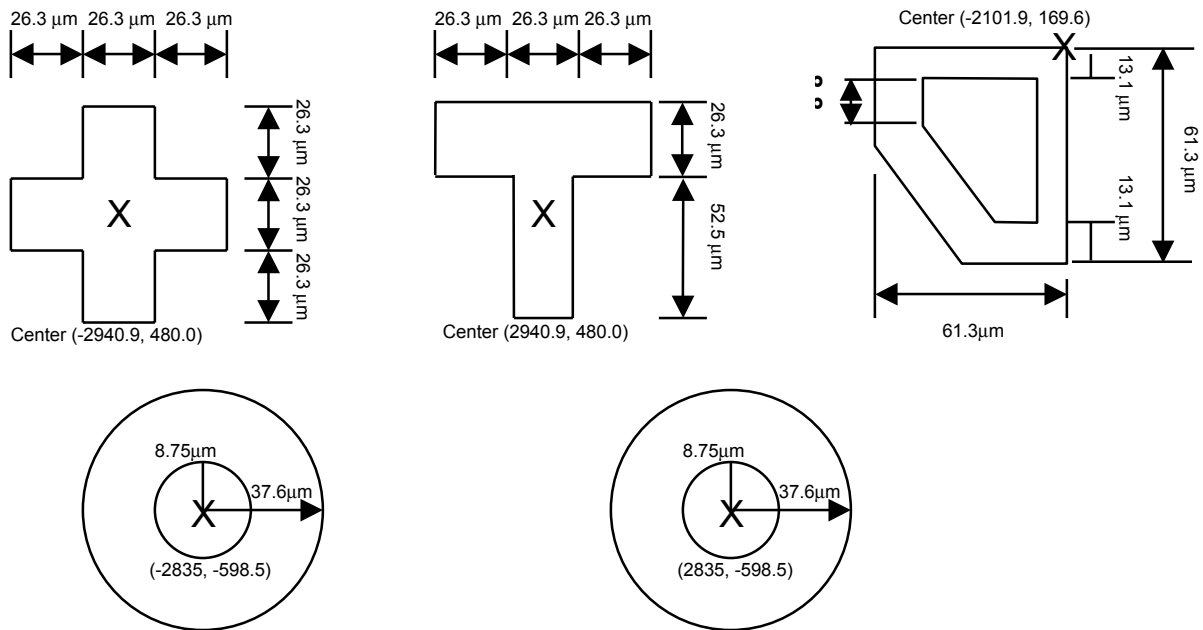 26.3 μm 26.3 μm 26.3 μm
26.3 μm
26.3 μm
26.3 μm
X
Center (-2940.9, 480.0)
26.3 μm 26.3 μm 26.3 μm
26.3 μm
52.5 μm
X
Center (2940.9, 480.0)
Center (-2101.9, 169.6)
X
13.1 μm
61.3 μm
13.1 μm
61.3μm
8.75μm
37.6μm
X
(-2835, -598.5)
8.75μm
37.6μm
X
(2835, -598.5)